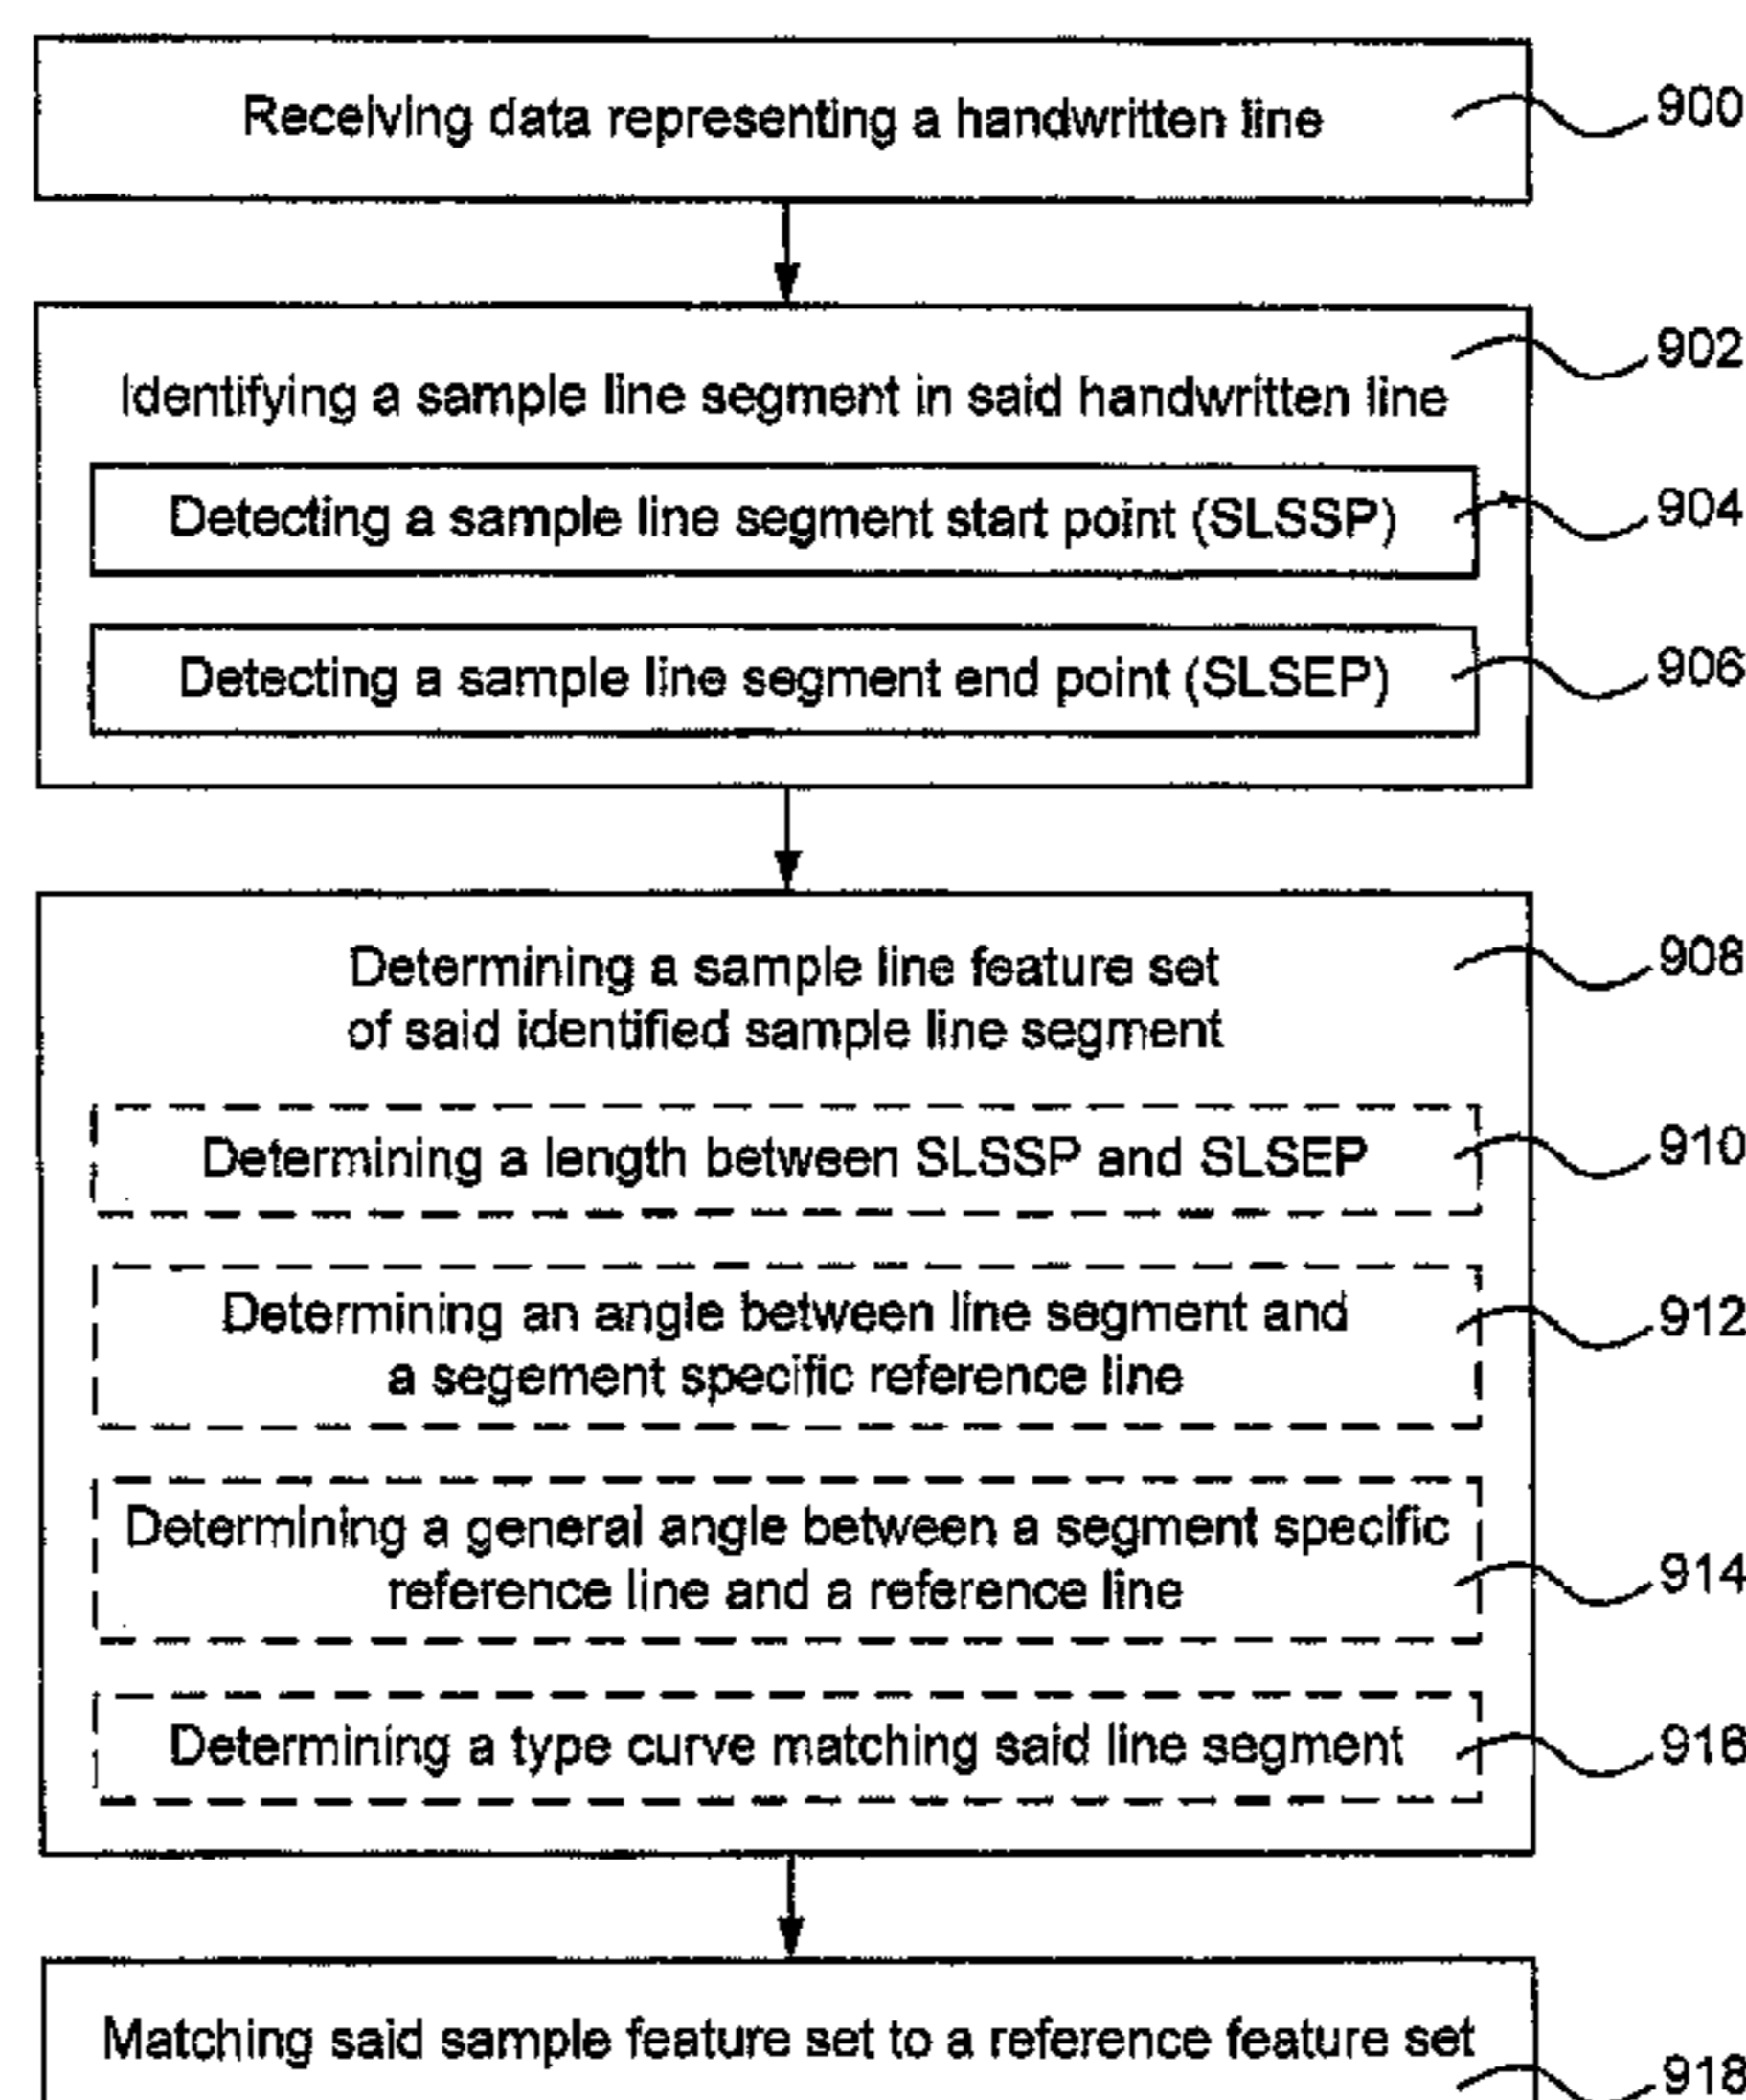 Receiving data representing a handwritten line
900
Identifying a sample line segment in said handwritten line
902
Detecting a sample line segment start point (SLSSP)
904
Detecting a sample line segment end point (SLSEP)
906
Determining a sample line feature set
of said identified sample line segment
908
Determining a length between SLSSP and SLSEP
910
Determining an angle between line segment and
a segement specific reference line
912
Determining a general angle between a segment specific
reference line and a reference line
914
Determining a type curve matching said line segment
916
Matching said sample feature set to a reference feature set
918